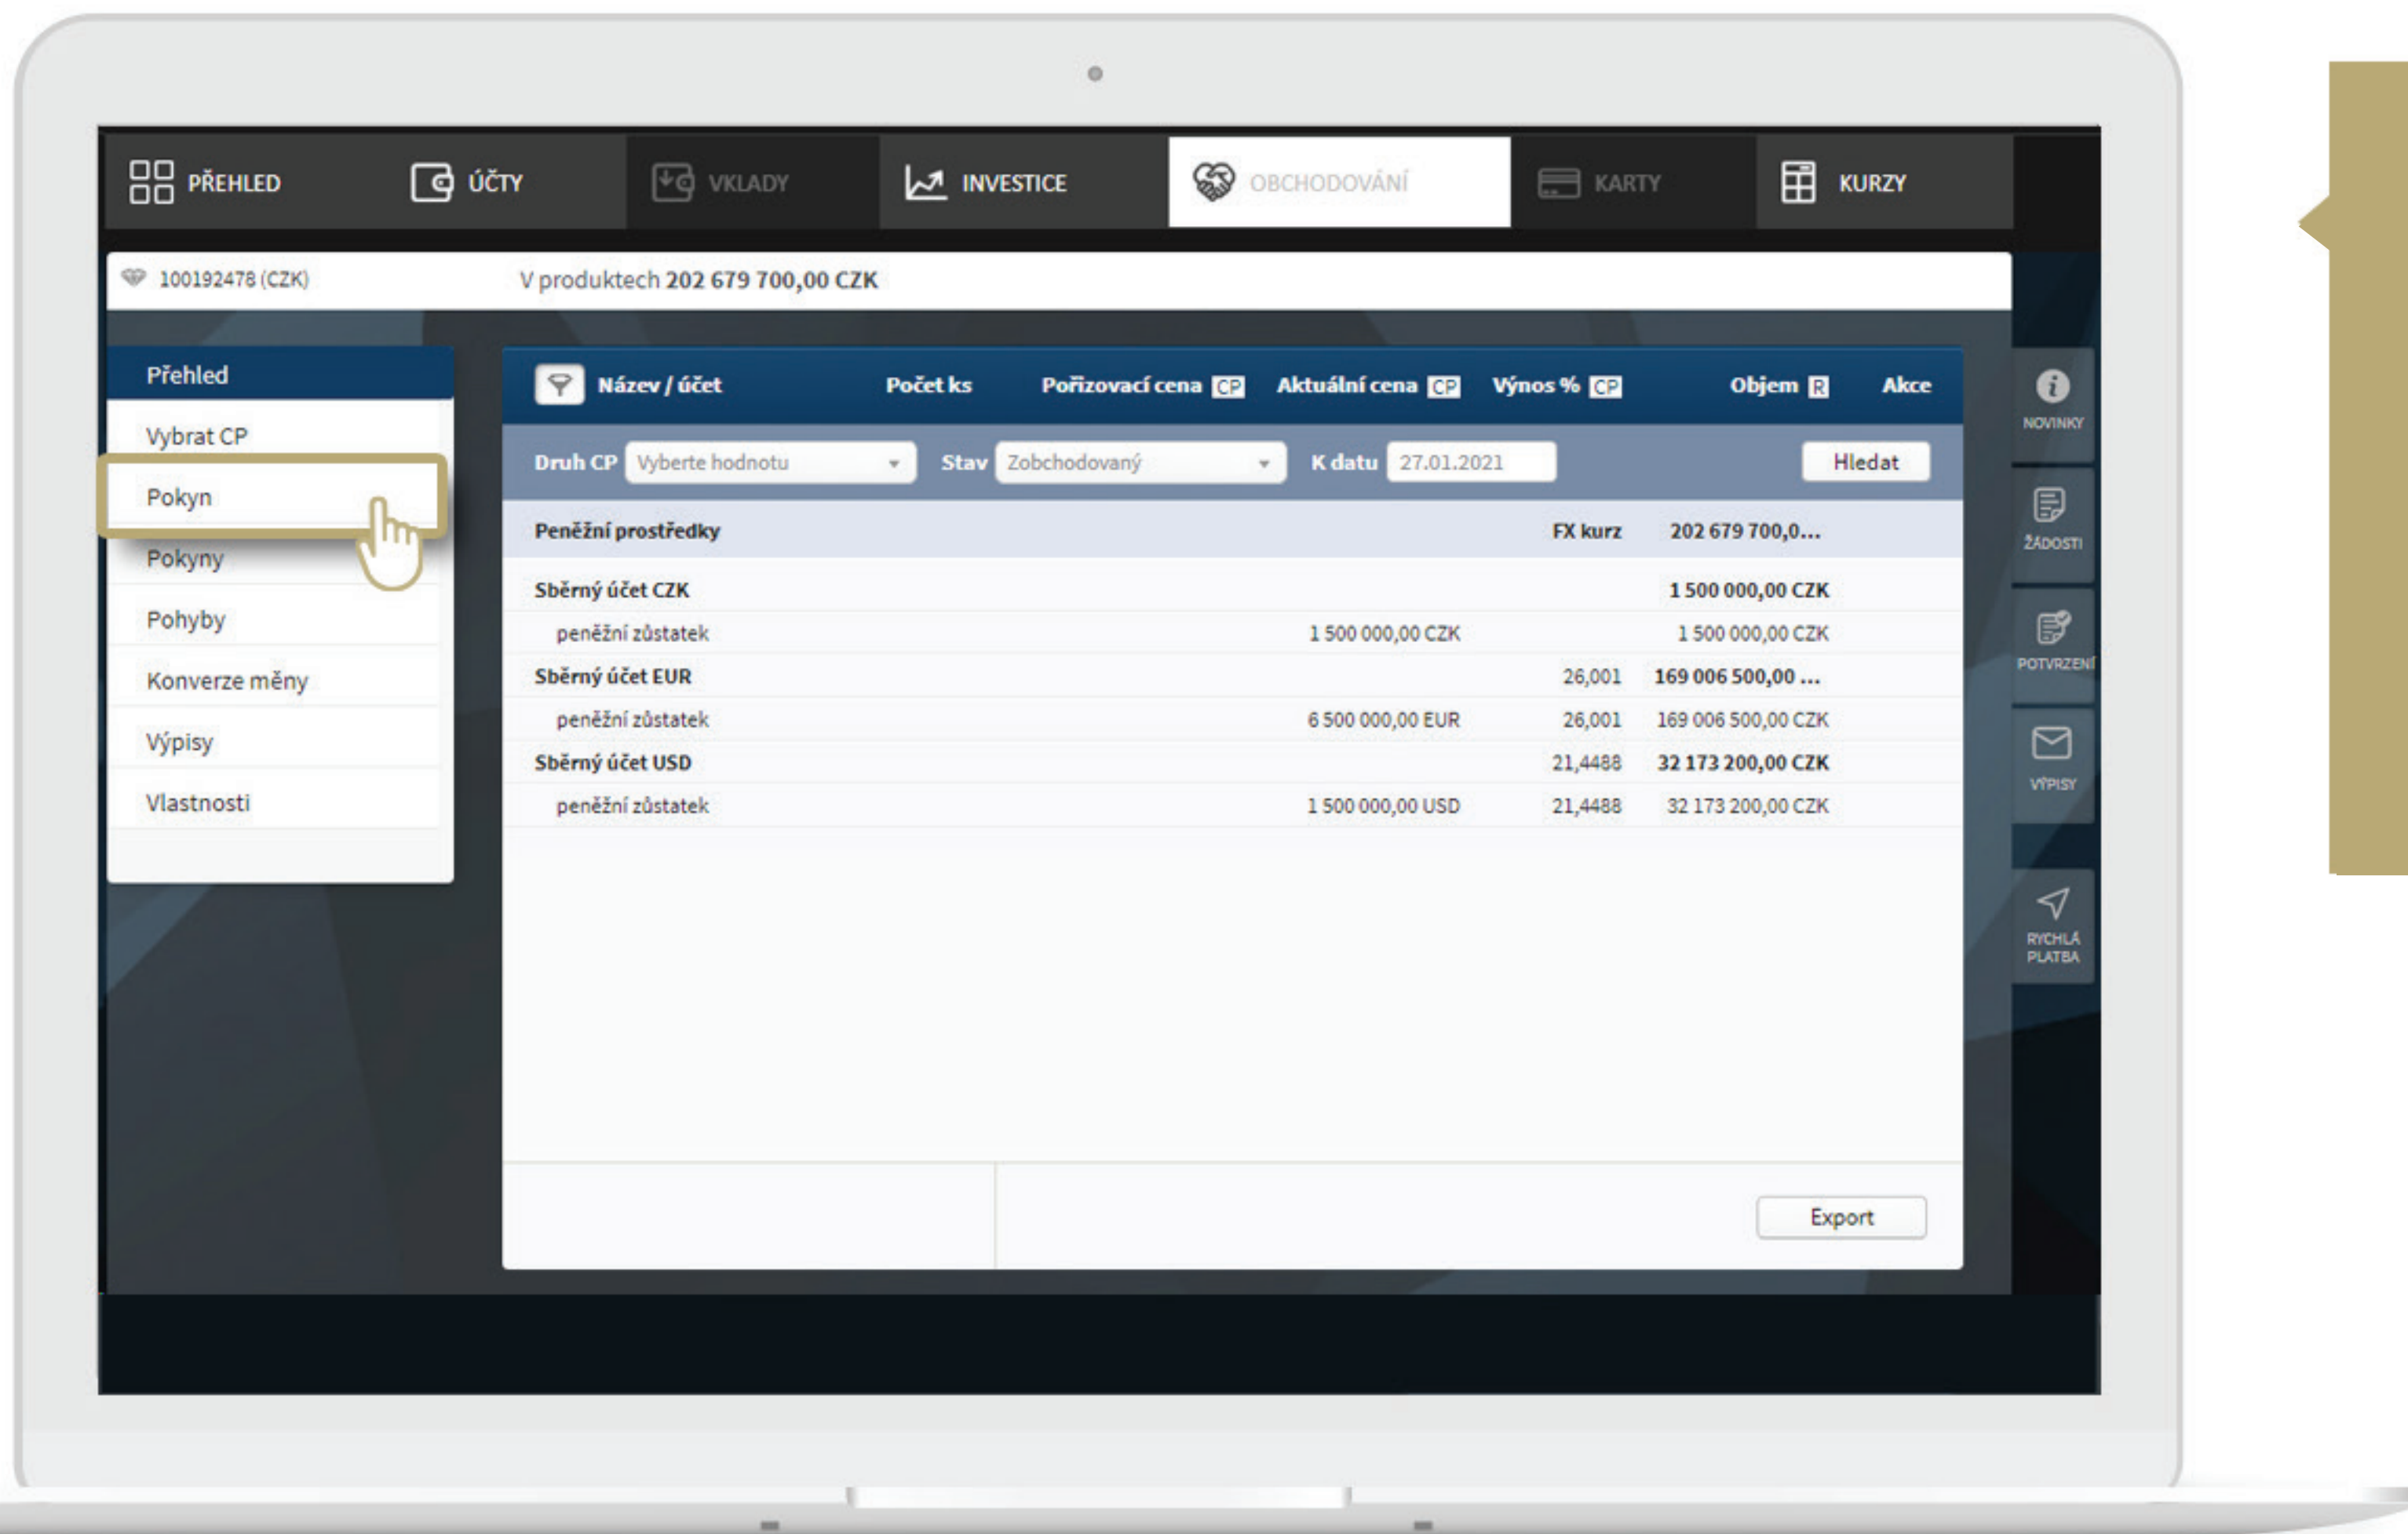 PŘEHLED ÚČTY VKLADY INVESTICE OBCHODOVÁNÍ KARTY KURZY
100192478 (CZK) V produktech 202 679 700,00 CZK
Přehled
Vybrat CP
Pokyn
Pokyny
Pohyby
Konverze měny
Výpisy
Vlastnosti
Název / účet Počet ks Pořizovací cena CP Aktuální cena CP Výnos % CP Objem R Akce
Druh CP Vyberte hodnotu Stav Zobchodovaný K datu 27.01.2021 Hledat
Peněžní prostředky FX kurz 202 679 700,0...
Sběrný účet CZK 1 500 000,00 CZK
peněžní zůstatek 1 500 000,00 CZK 1 500 000,00 CZK
Sběrný účet EUR 26,001 169 006 500,00 ...
peněžní zůstatek 6 500 000,00 EUR 26,001 169 006 500,00 CZK
Sběrný účet USD 21,4488 32 173 200,00 CZK
peněžní zůstatek 1 500 000,00 USD 21,4488 32 173 200,00 CZK
Export
NOVINKY
ŽÁDOSTI
POTVRZENÍ
VÝPISY
RYCHLÁ
PLATBA